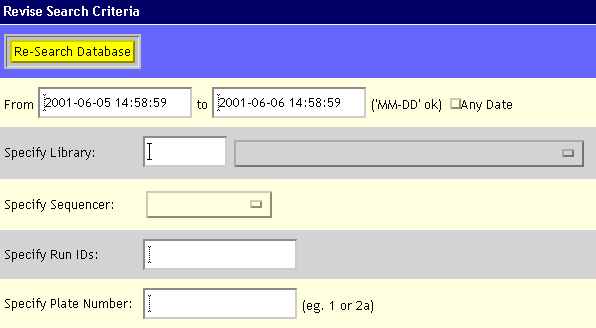 Revise Search Criteria
Re-Search Database
From 2001-06-05 14:58:59 to 2001-06-06 14:58:59 ('MM-DD' ok) Any Date
Specify Library:
Specify Sequencer:
Specify Run IDs:
Specify Plate Number: (eg. 1 or 2a)